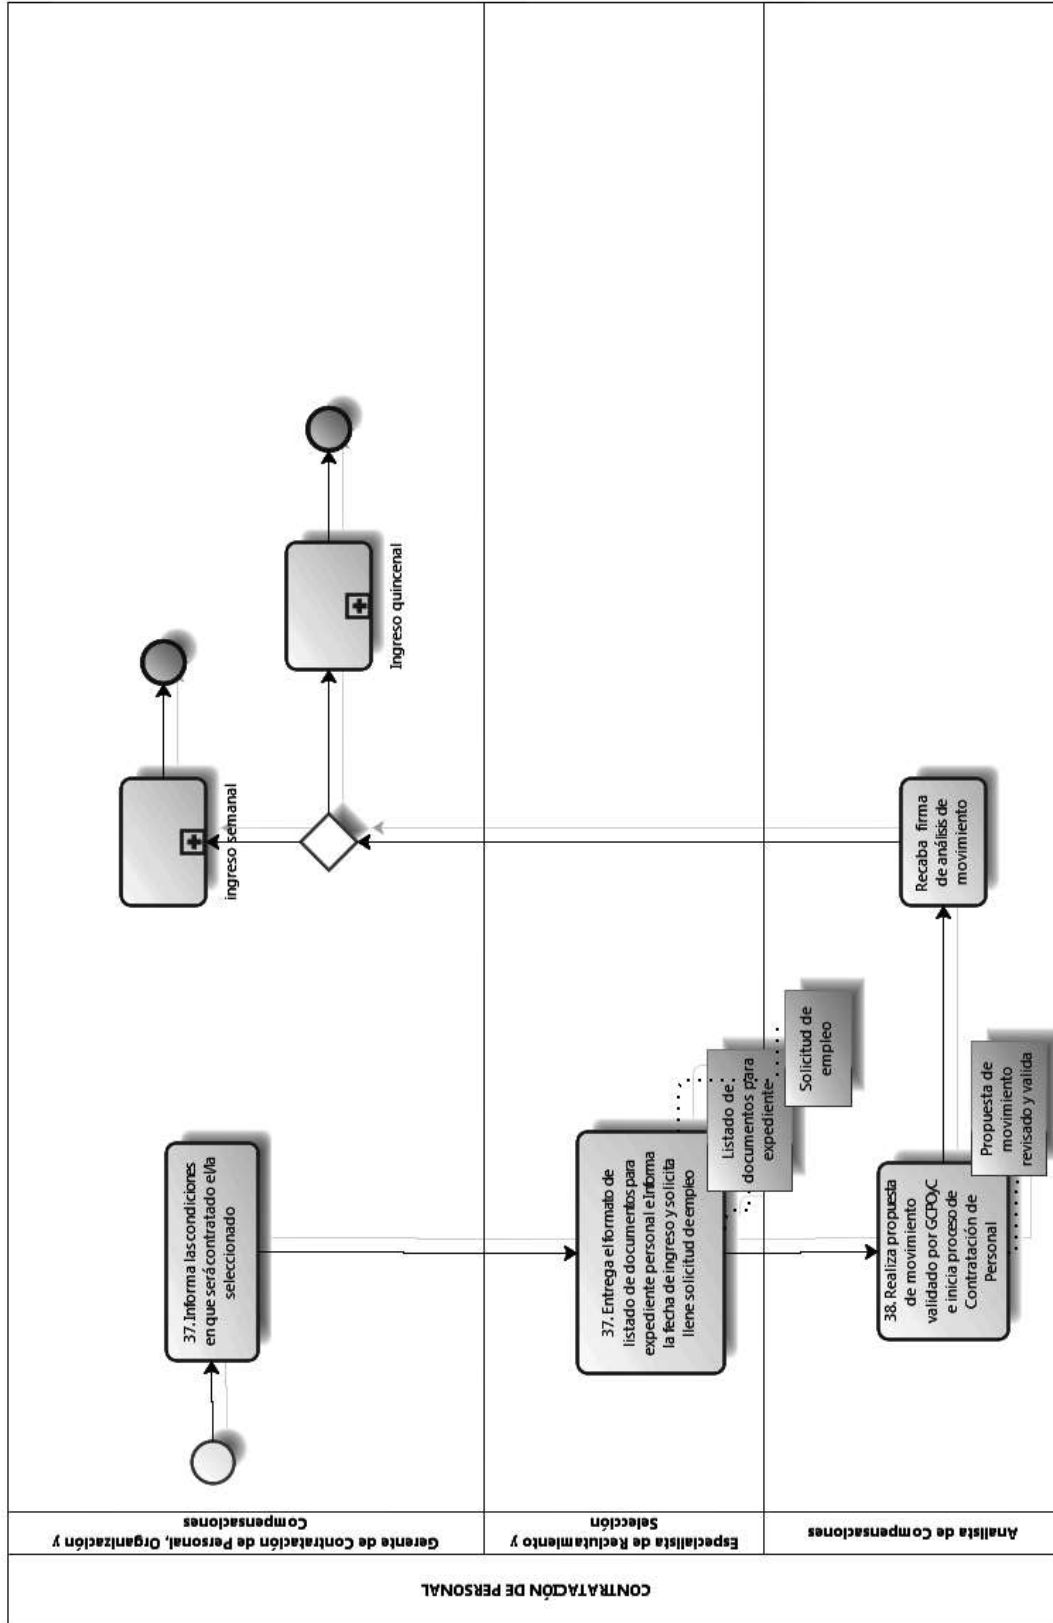 CONTRATACIÓN DE PERSONAL
Gerente de Contratación de Personal, Organización y
Compensaciones
Especialista de Reclutamiento y
Selección
Analista de Compensaciones
37. Informa las condiciones
en que será contratado el/la
seleccionado
ingreso semanal
Ingreso quincenal
37. Entrega el formato de
listado de documentos para
expediente personal e Informa
la fecha de ingreso y solicita
llene solicitud de empleo
Listado de
documentos para
expediente
Solicitud de
empleo
38. Realiza propuesta
de movimiento
validado por GCPOyC
e inicia proceso de
Contratación de
Personal
Propuesta de
movimiento
revisado y valida
Recaba firma
de análisis de
movimiento